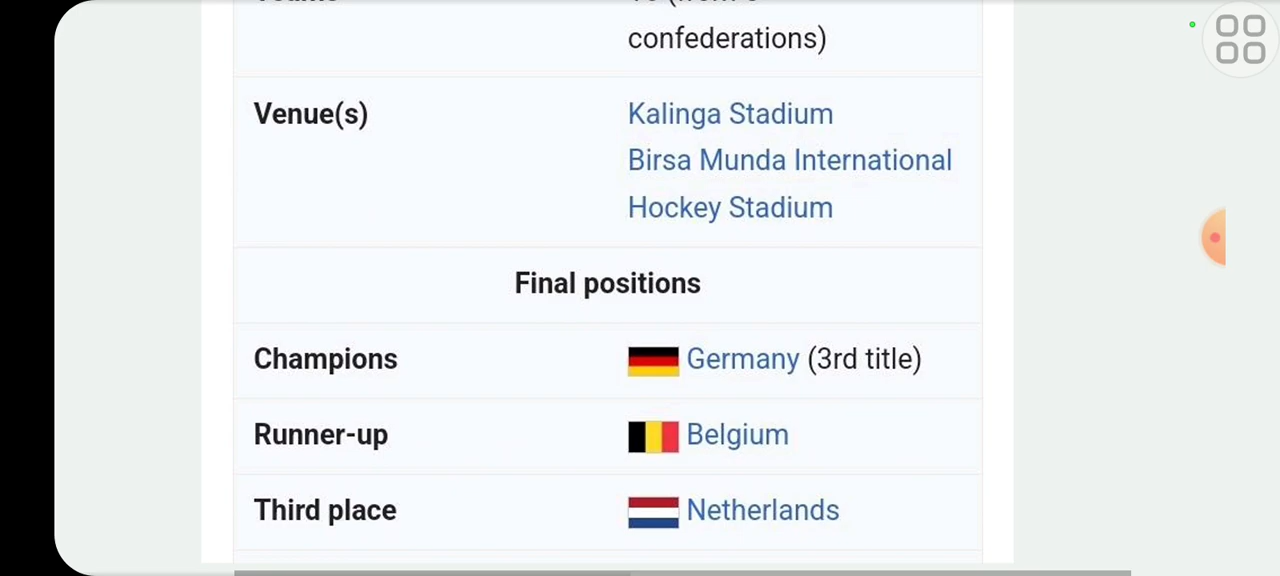 confederations)
Venue(s)
Kalinga Stadium
Birsa Munda International
Hockey Stadium
Final positions
Champions
Germany (3rd title)
Runner-up
Belgium
Third place
Netherlands